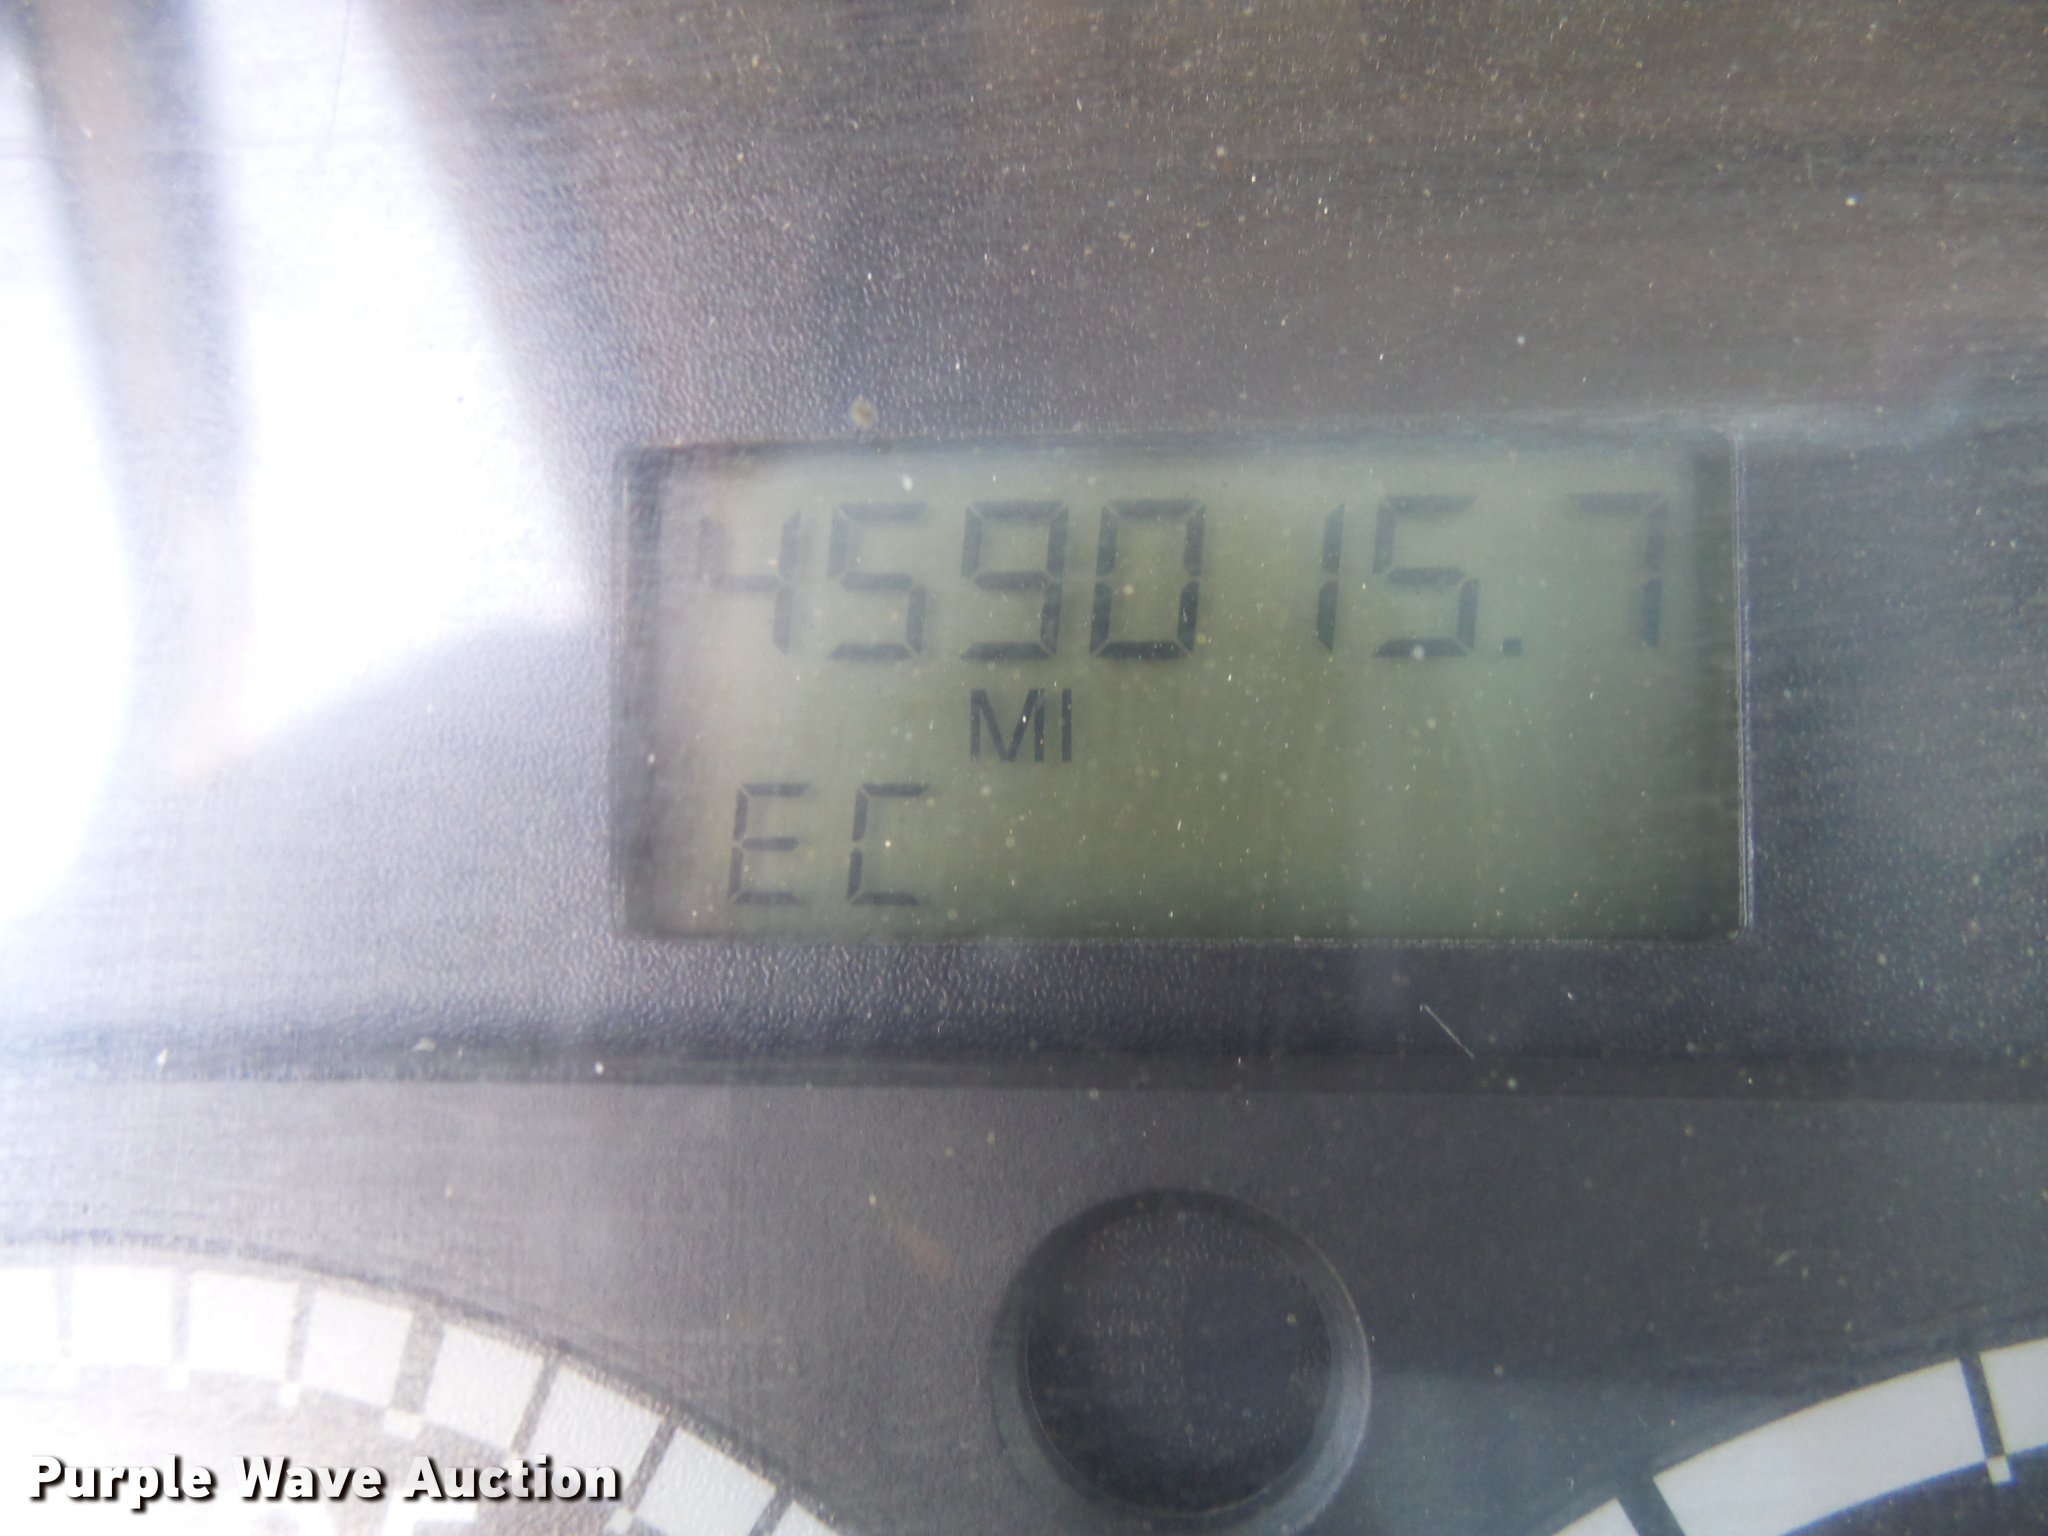 459015.7
MI
EC
Purple Wave Auction